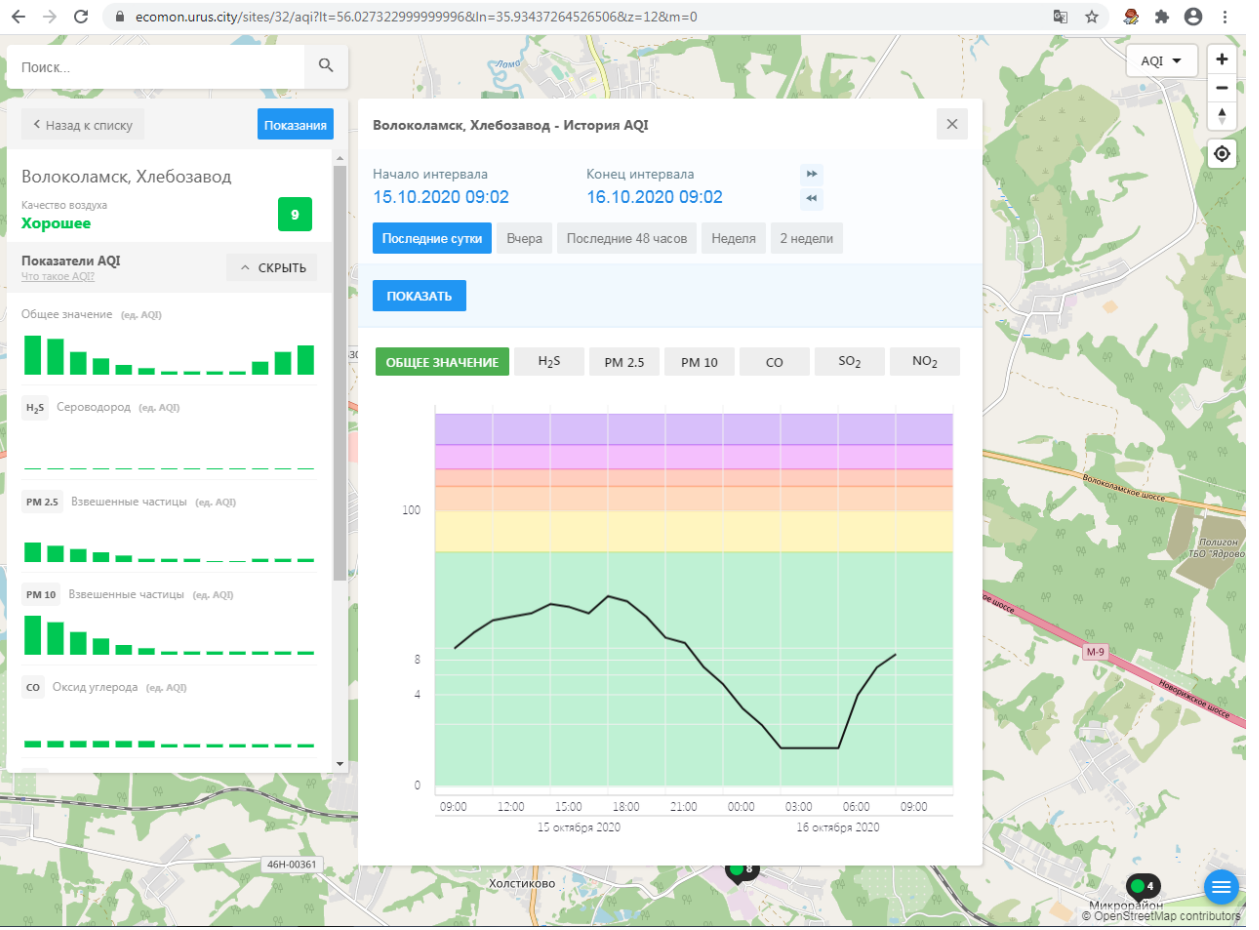 ecomon.urus.city/sites/32/aqi?lt=56.027322999999996&ln=35.93437264526506&z=12&m=0
Поиск...
Лама
AQI
Назад к списку
Показания
Волоколамск, Хлебозавод - История AQI
Волоколамск, Хлебозавод
Качество воздуха
Хорошее
9
Начало интервала
Конец интервала
15.10.2020 09:02
16.10.2020 09:02
Последние сутки
Вчера
Последние 48 часов
Неделя
2 недели
Показатели AQI
Что такое AQI?
СКРЫТЬ
ПОКАЗАТЬ
Общее значение (ед. AQI)
ОБЩЕЕ ЗНАЧЕНИЕ
H2S
PM 2.5
PM 10
CO
SO2
NO2
H2S Сероводород (ед. AQI)
PM 2.5 Взвешенные частицы (ед. AQI)
PM 10 Взвешенные частицы (ед. AQI)
CO Оксид углерода (ед. AQI)
100
8
4
0
09:00 12:00 15:00 18:00 21:00 00:00 03:00 06:00 09:00
15 октября 2020 16 октября 2020
Волоколамское шоссе
Полигон
ТБО "Ядрово
М-9
Новорижское шоссе
46Н-00361
Холстиково
8
4
Микрорайон
© OpenStreetMap contributors